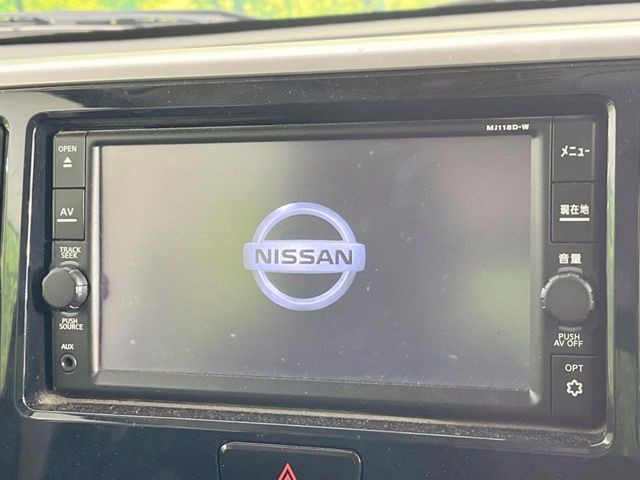 MJ118D-W
OPEN
AV
TRACK
SEEK
PUSH
SOURCE
AUX
NISSAN
メニュー
現在地
音量
PUSH
AV OFF
OPT